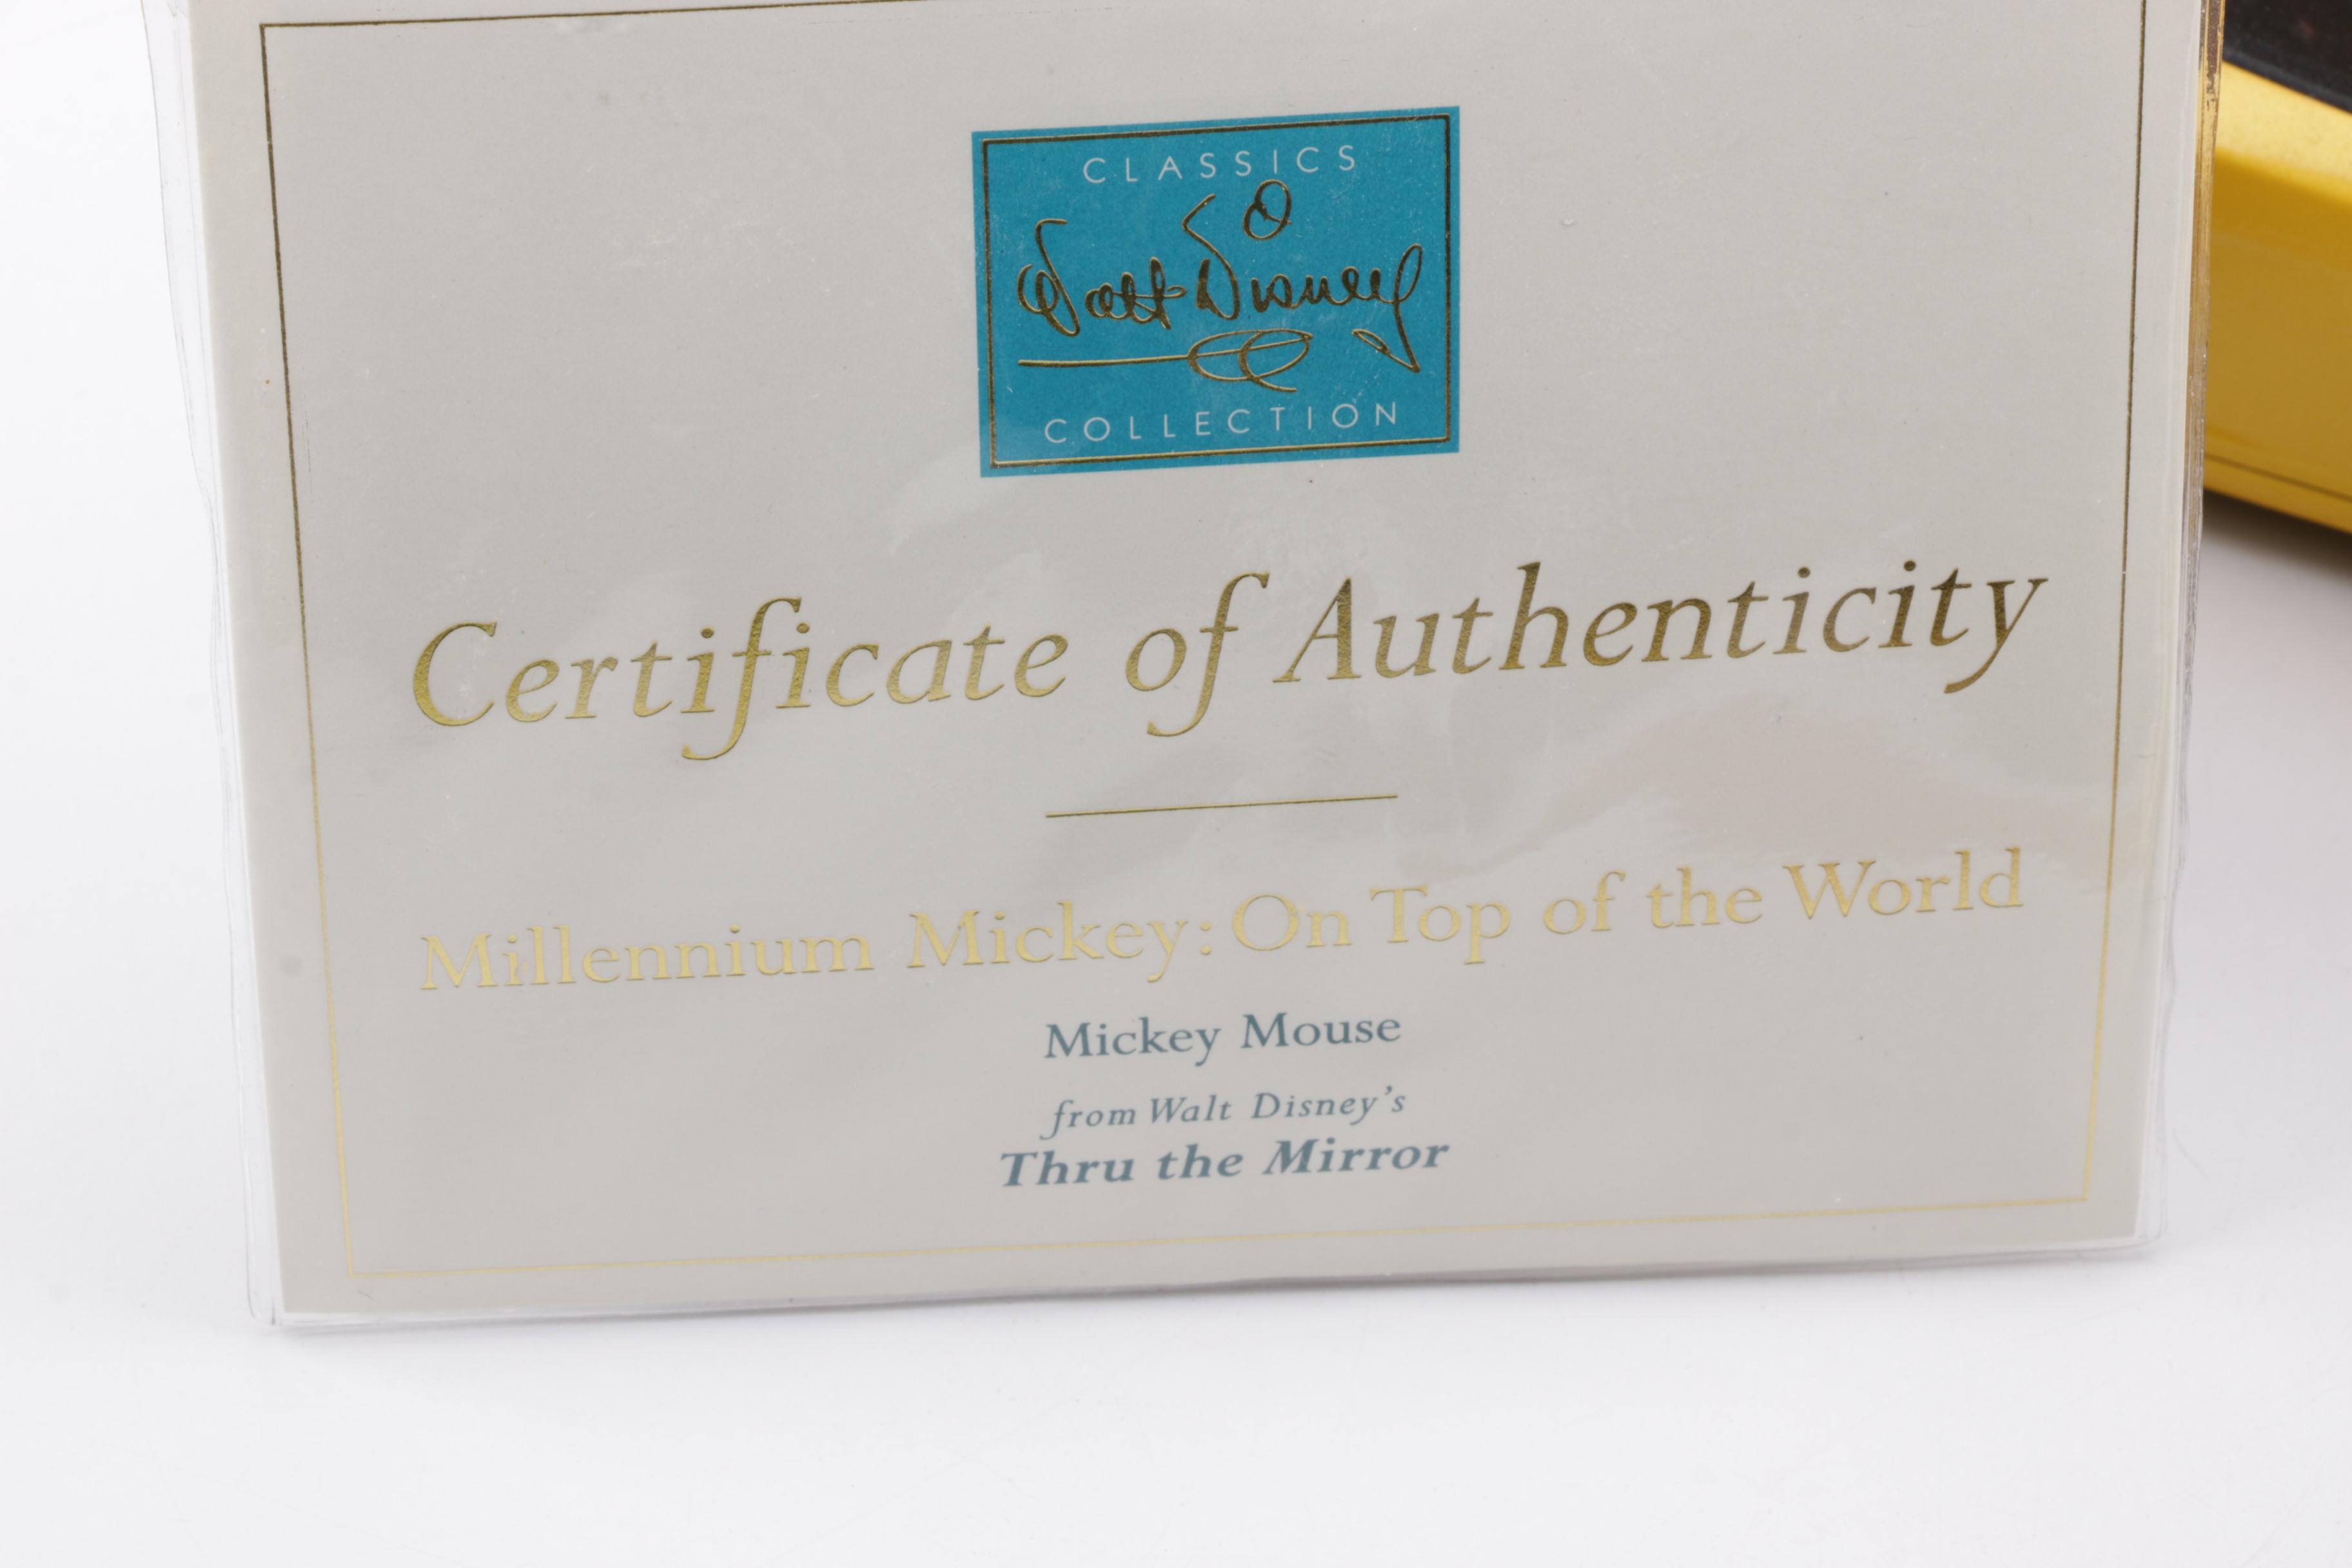 CLASSICS
Walt Disney
COLLECTION
Certificate of Authenticity
Millennium Mickey: On Top of the World
Mickey Mouse
from Walt Disney's
Thru the Mirror